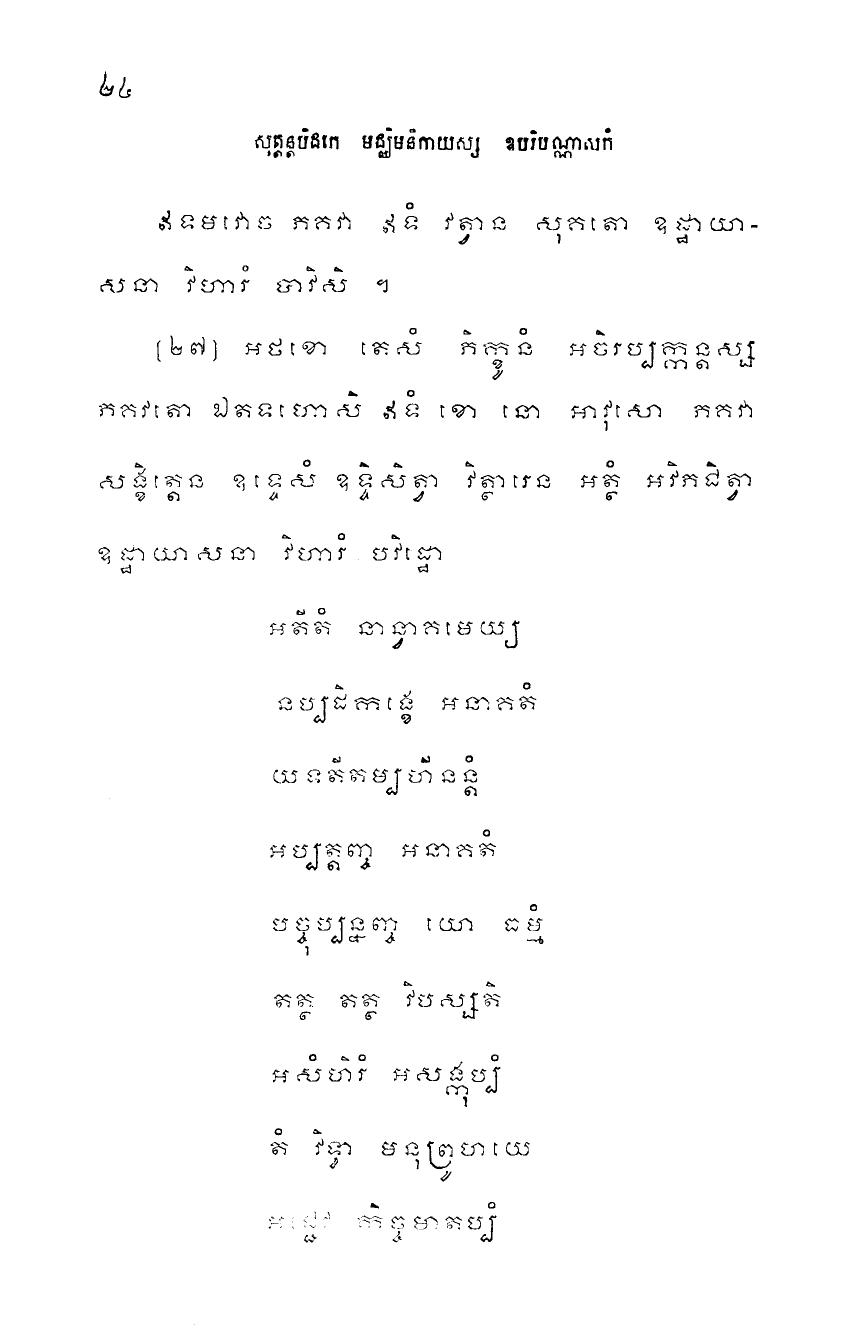 ២៤
សុត្តន្តបិដកេ មជ្ឈិមនិកាយស្ស ឧបរិបណ្ណាសកំ
ឥទមវោច ភគវា ឥទំ វត្វាន សុគតោ ឧដ្ឋាយា-
សនា វិហារំ បាវិសិ ។
[២៧] អថខោ តេសំ ភិក្ខូនំ អចិរប្បក្កន្តស្ស
ភគវតោ ឯតទហោសិ ឥទំ ខោ នោ អាវុសោ ភគវា
សង្ខិត្តេន ឧទ្ទេសំ ឧទ្ទិសិត្វា វិត្ថារេន អត្ថំ អវិភជិត្វា
ឧដ្ឋាយាសនា វិហារំ បវិដ្ឋោ
អតីតំ នាន្វាគមេយ្យ
នប្បដិកង្ខេ អនាគតំ
យទតីតម្បហីនន្តំ
អប្បត្តញ្ច អនាគតំ
បច្ចុប្បន្នញ្ច យោ ធម្មំ
តត្ថ តត្ថ វិបស្សតិ
អសំហិរំ អសង្កុប្បំ
តំ វិទ្វា មនុព្រូហយេ
អជ្ជេវ កិច្ចមាតប្បំ